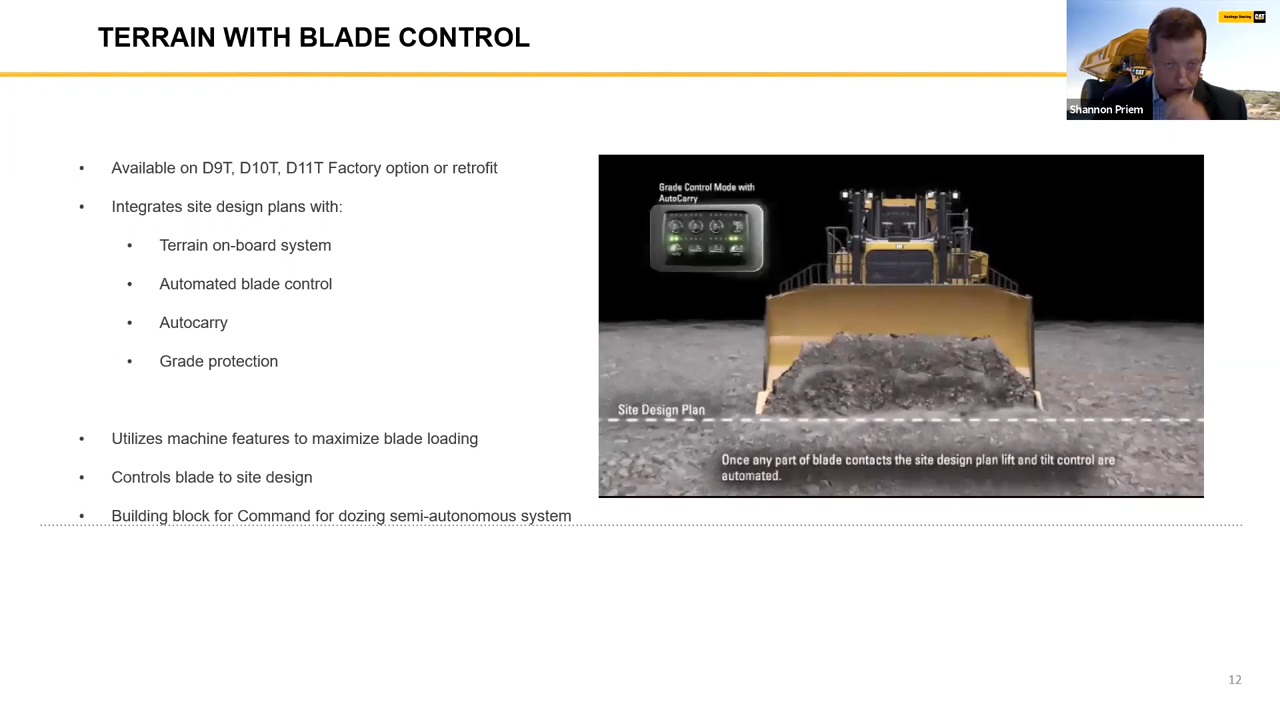 TERRAIN WITH BLADE CONTROL
CAT
Shannon Priem
• Available on D9T, D10T, D11T Factory option or retrofit
• Integrates site design plans with:
• Terrain on-board system
• Automated blade control
• Autocarry
• Grade protection
• Utilizes machine features to maximize blade loading
• Controls blade to site design
• Building block for Command for dozing semi-autonomous system
Grade Control Mode with
AutoCarry
Site Design Plan
Once any part of blade contacts the site design plan lift and tilt control are
automated.
12